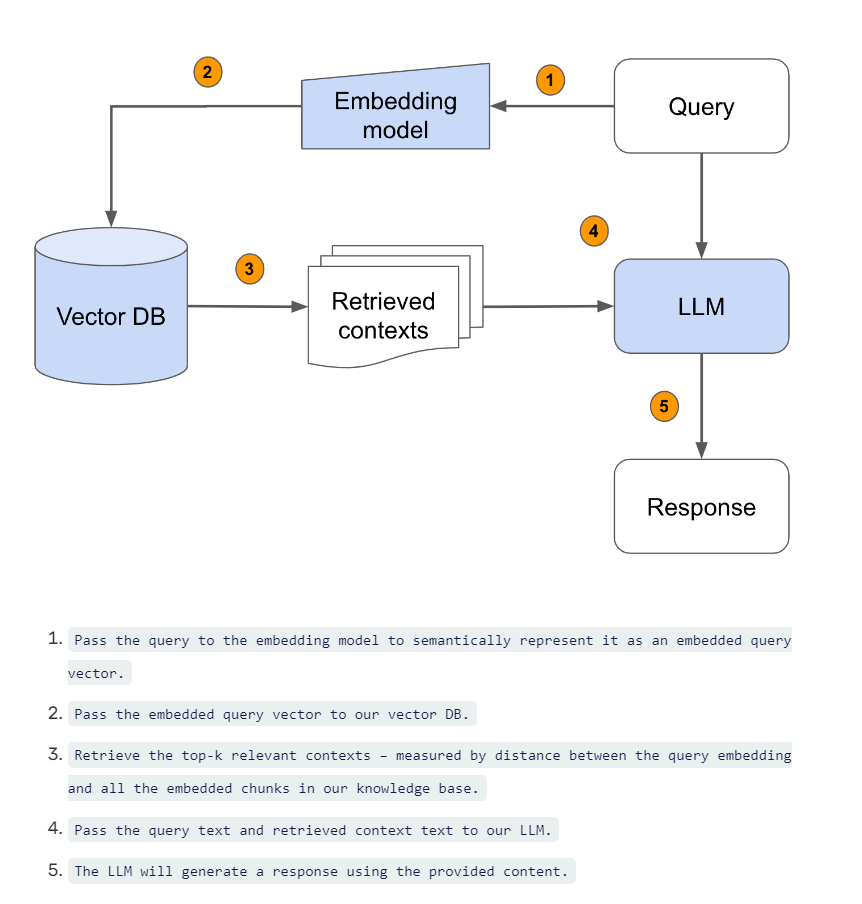 2
1
Embedding
model
Query
4
3
Vector DB
Retrieved
contexts
LLM
5
Response
1. Pass the query to the embedding model to semantically represent it as an embedded query
vector.
2. Pass the embedded query vector to our vector DB.
3. Retrieve the top-k relevant contexts – measured by distance between the query embedding
and all the embedded chunks in our knowledge base.
4. Pass the query text and retrieved context text to our LLM.
5. The LLM will generate a response using the provided content.